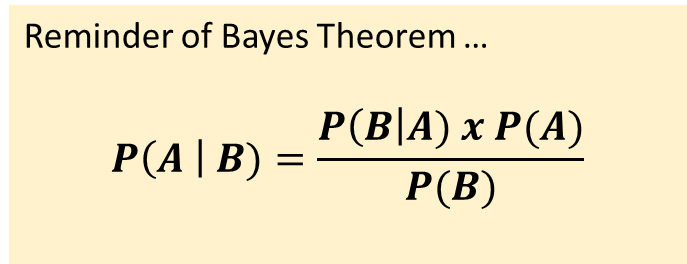 Reminder of Bayes Theorem ...
P(B|A) x P(A)
P(A | B) =
P(B)